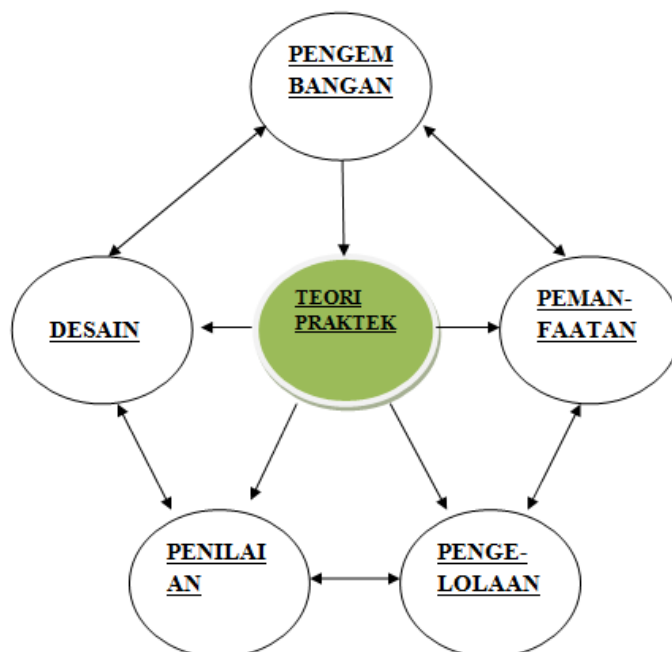 PENGEM
BANGAN
DESAIN
TEORI
PRAKTEK
PEMAN-
FAATAN
PENILAI
AN
PENGE-
LOLAAN